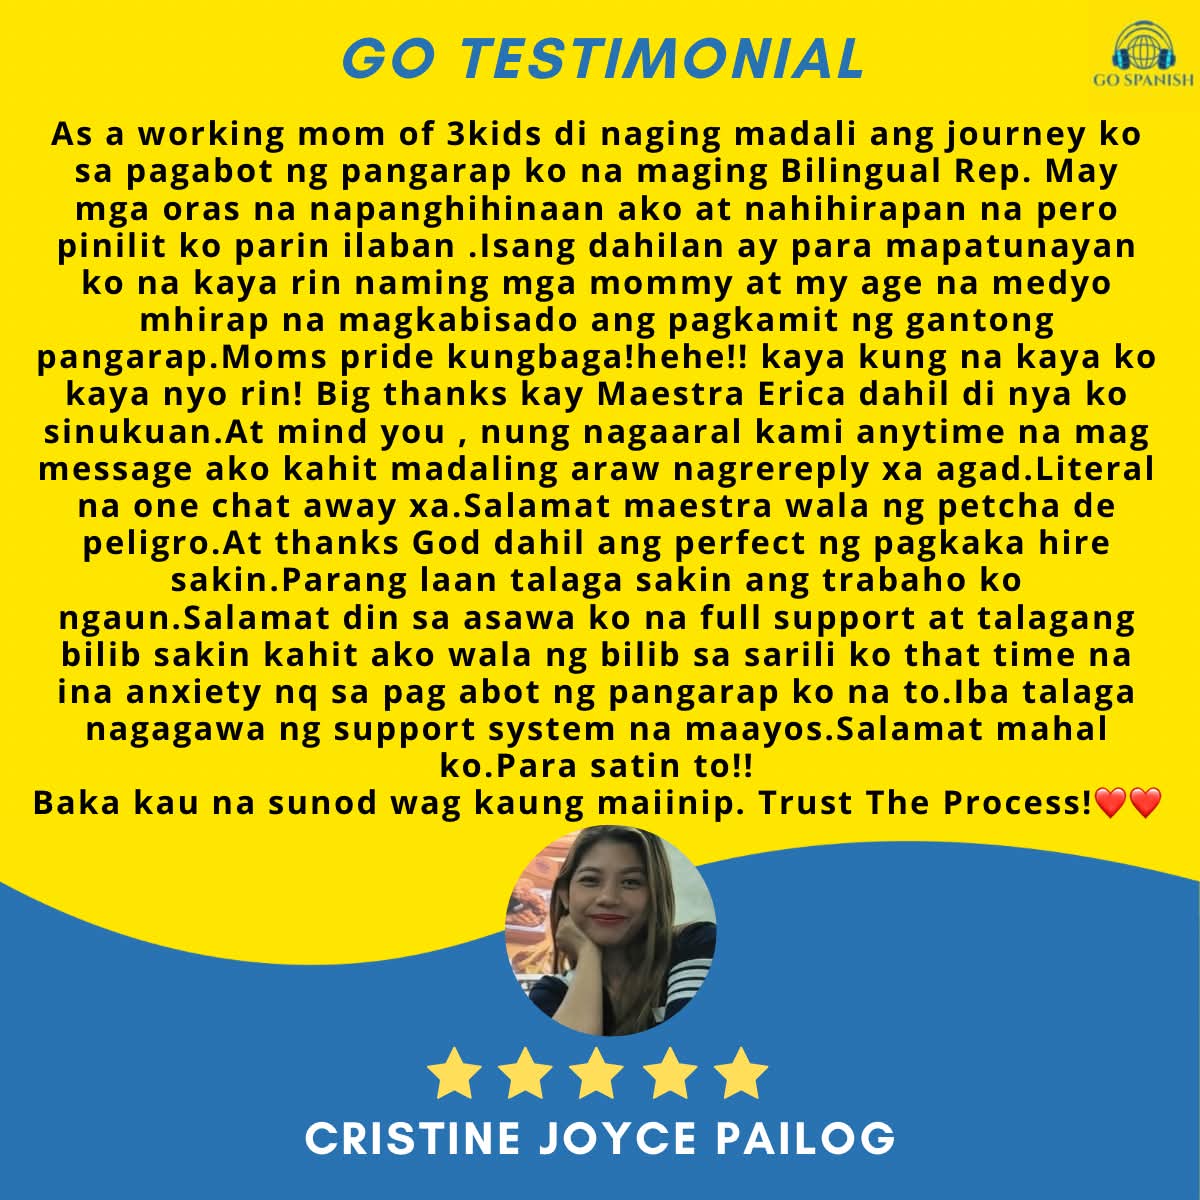 GO TESTIMONIAL
GO SPANISH
As a working mom of 3kids di naging madali ang journey ko
sa pagabot ng pangarap ko na maging Bilingual Rep. May
mga oras na napanghihinaan ako at nahihirapan na pero
pinilit ko parin ilaban .Isang dahilan ay para mapatunayan
ko na kaya rin naming mga mommy at my age na medyo
mhirap na magkabisado ang pagkamit ng gantong
pangarap.Moms pride kungbaga!hehe!! kaya kung na kaya ko
kaya nyo rin! Big thanks kay Maestra Erica dahil di nya ko
sinukuan.At mind you , nung nagaaral kami anytime na mag
message ako kahit madaling araw nagrereply xa agad.Literal
na one chat away xa.Salamat maestra wala ng petcha de
peligro.At thanks God dahil ang perfect ng pagkaka hire
sakin.Parang laan talaga sakin ang trabaho ko
ngaun.Salamat din sa asawa ko na full support at talagang
bilib sakin kahit ako wala ng bilib sa sarili ko that time na
ina anxiety nq sa pag abot ng pangarap ko na to.Iba talaga
nagagawa ng support system na maayos.Salamat mahal
ko.Para satin to!!
Baka kau na sunod wag kaung maiinip. Trust The Process!❤️❤️
CRISTINE JOYCE PAILOG